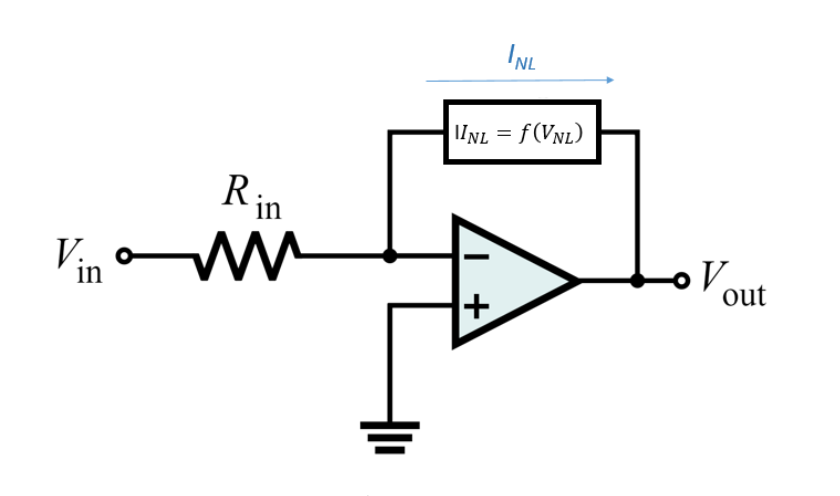 I_NL
|I_NL = f(V_NL)
R_in
V_in
−
+
V_out